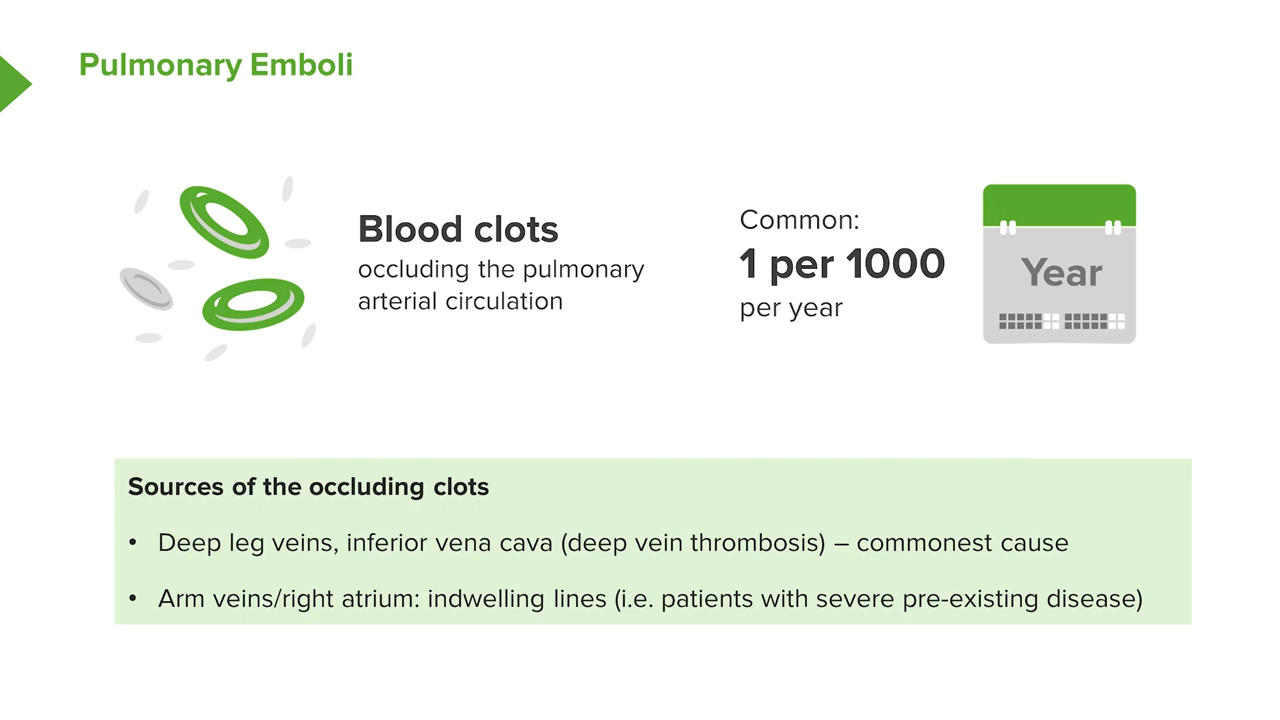 Pulmonary Emboli
Blood clots
occluding the pulmonary
arterial circulation
Common:
1 per 1000
per year
Year
Sources of the occluding clots
• Deep leg veins, inferior vena cava (deep vein thrombosis) – commonest cause
• Arm veins/right atrium: indwelling lines (i.e. patients with severe pre-existing disease)